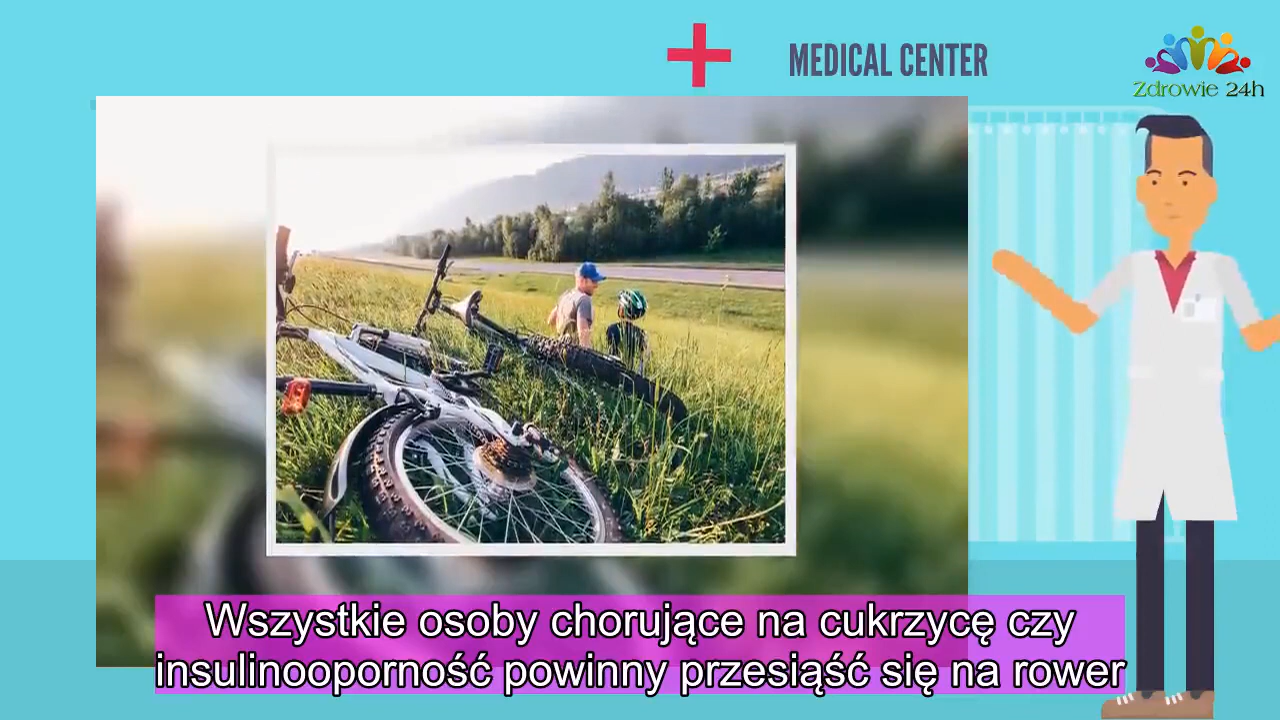 MEDICAL CENTER
Zdrowie 24h
Wszystkie osoby chorujące na cukrzycę czy
insulinooporność powinny przesiąść się na rower